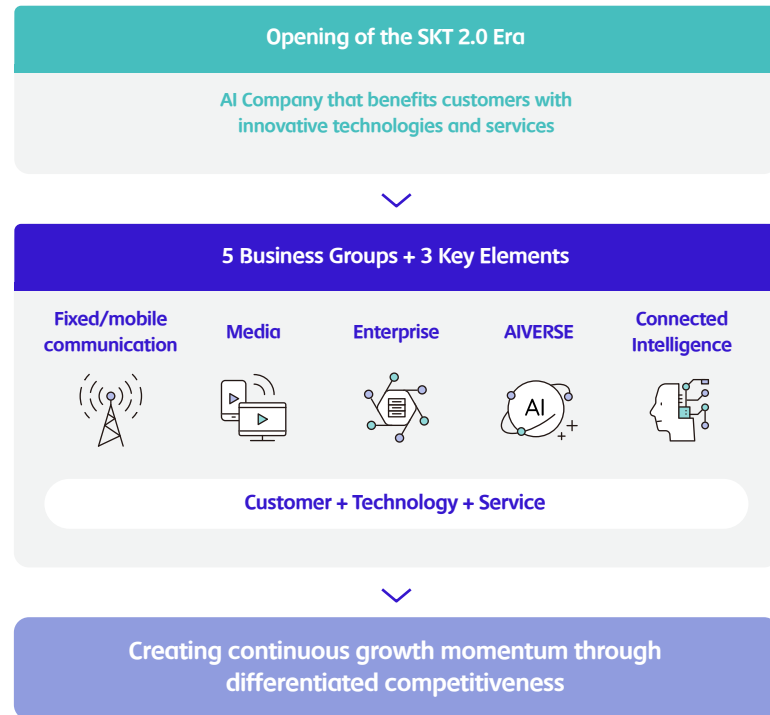 Opening of the SKT 2.0 Era
AI Company that benefits customers with
innovative technologies and services
5 Business Groups + 3 Key Elements
Fixed/mobile
communication
Media
Enterprise
AIVERSE
Connected
Intelligence
AI
Customer + Technology + Service
Creating continuous growth momentum through
differentiated competitiveness